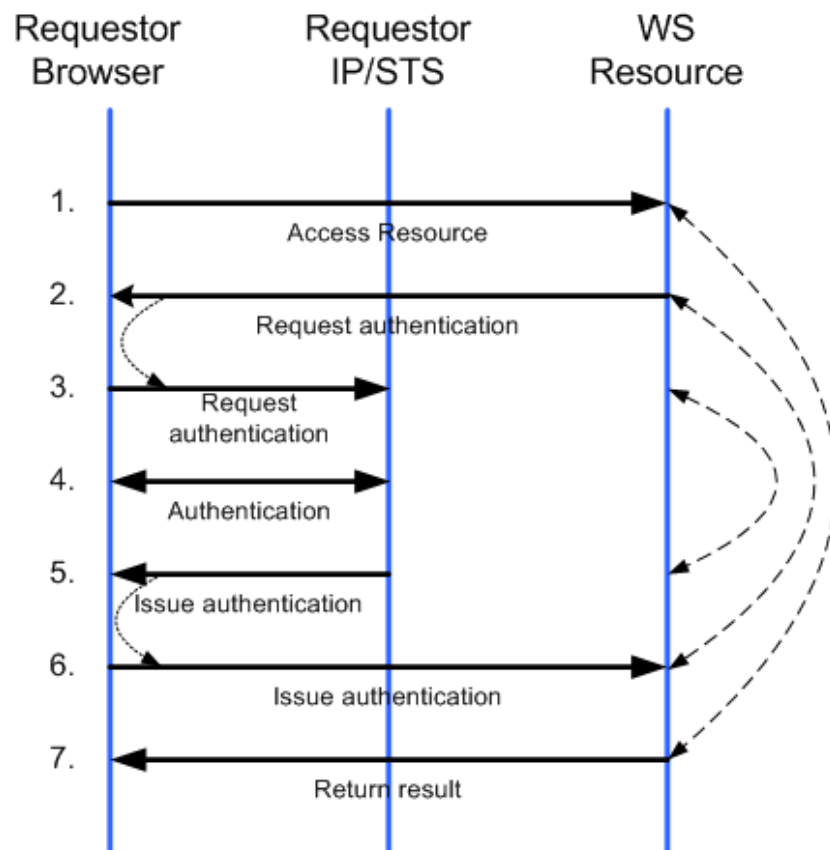 Requestor Browser
Requestor IP/STS
WS Resource
1.
Access Resource
2.
Request authentication
3.
Request
authentication
4.
Authentication
5.
Issue authentication
6.
Issue authentication
7.
Return result